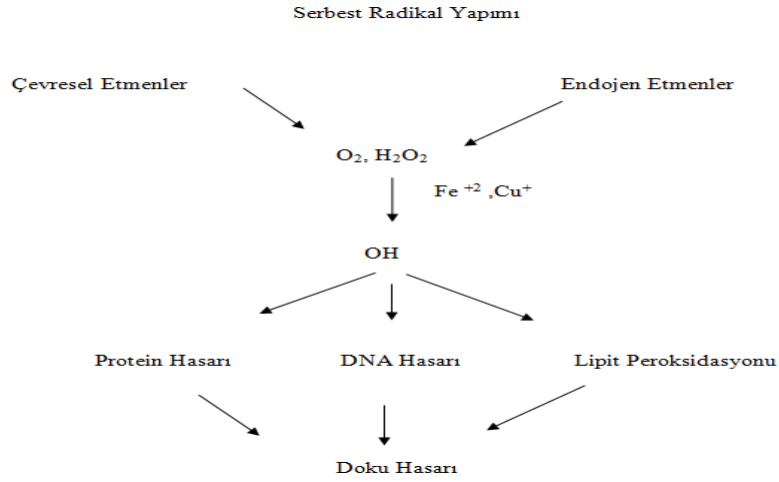 Serbest Radikal Yapımı
Çevresel Etmenler
Endojen Etmenler
O₂, H₂O₂
Fe ⁺² ,Cu⁺
OH
Protein Hasarı
DNA Hasarı
Lipit Peroksidasyonu
Doku Hasarı